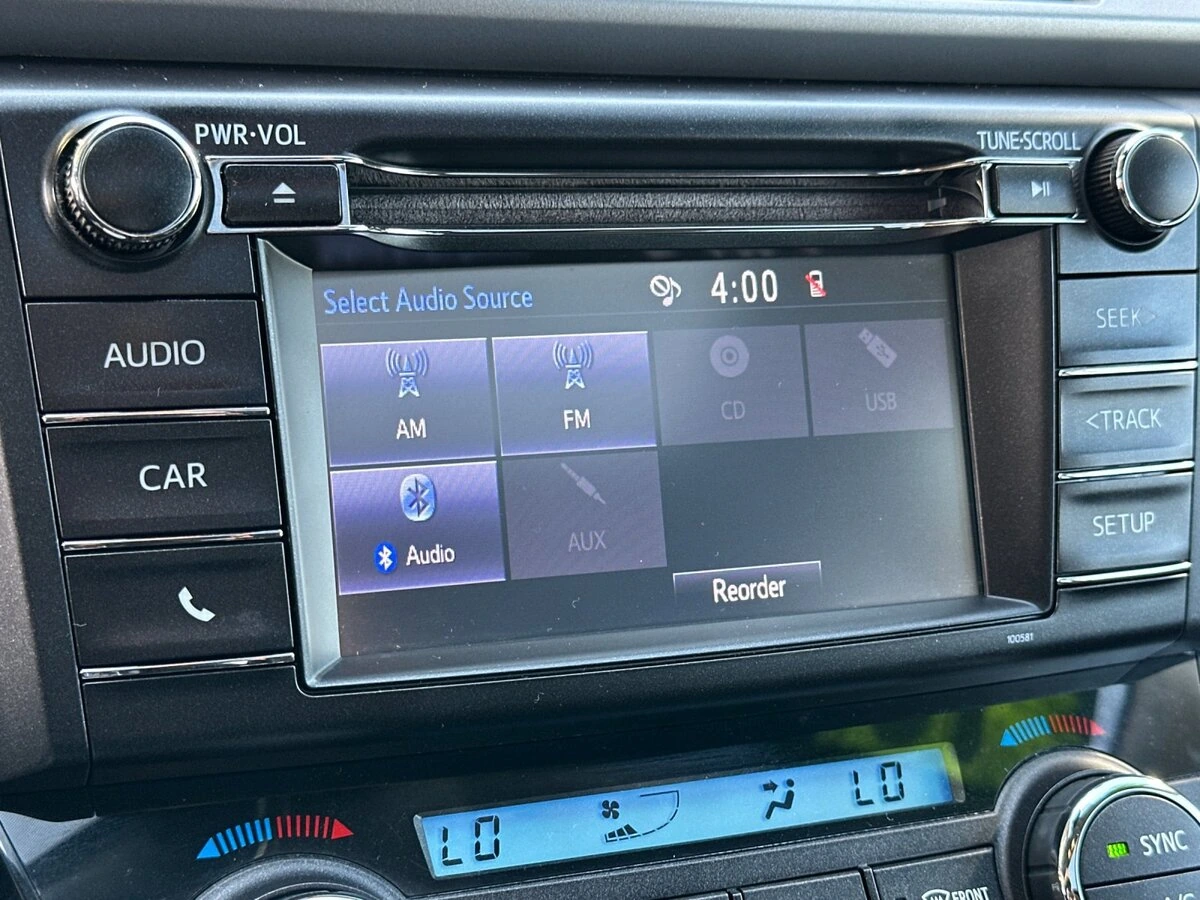 PWR·VOL
TUNE·SCROLL
Select Audio Source
4:00
AUDIO
SEEK>
AM
FM
CD
USB
<TRACK
CAR
SETUP
Audio
AUX
Reorder
100581
LO
LO
SYNC
FRONT